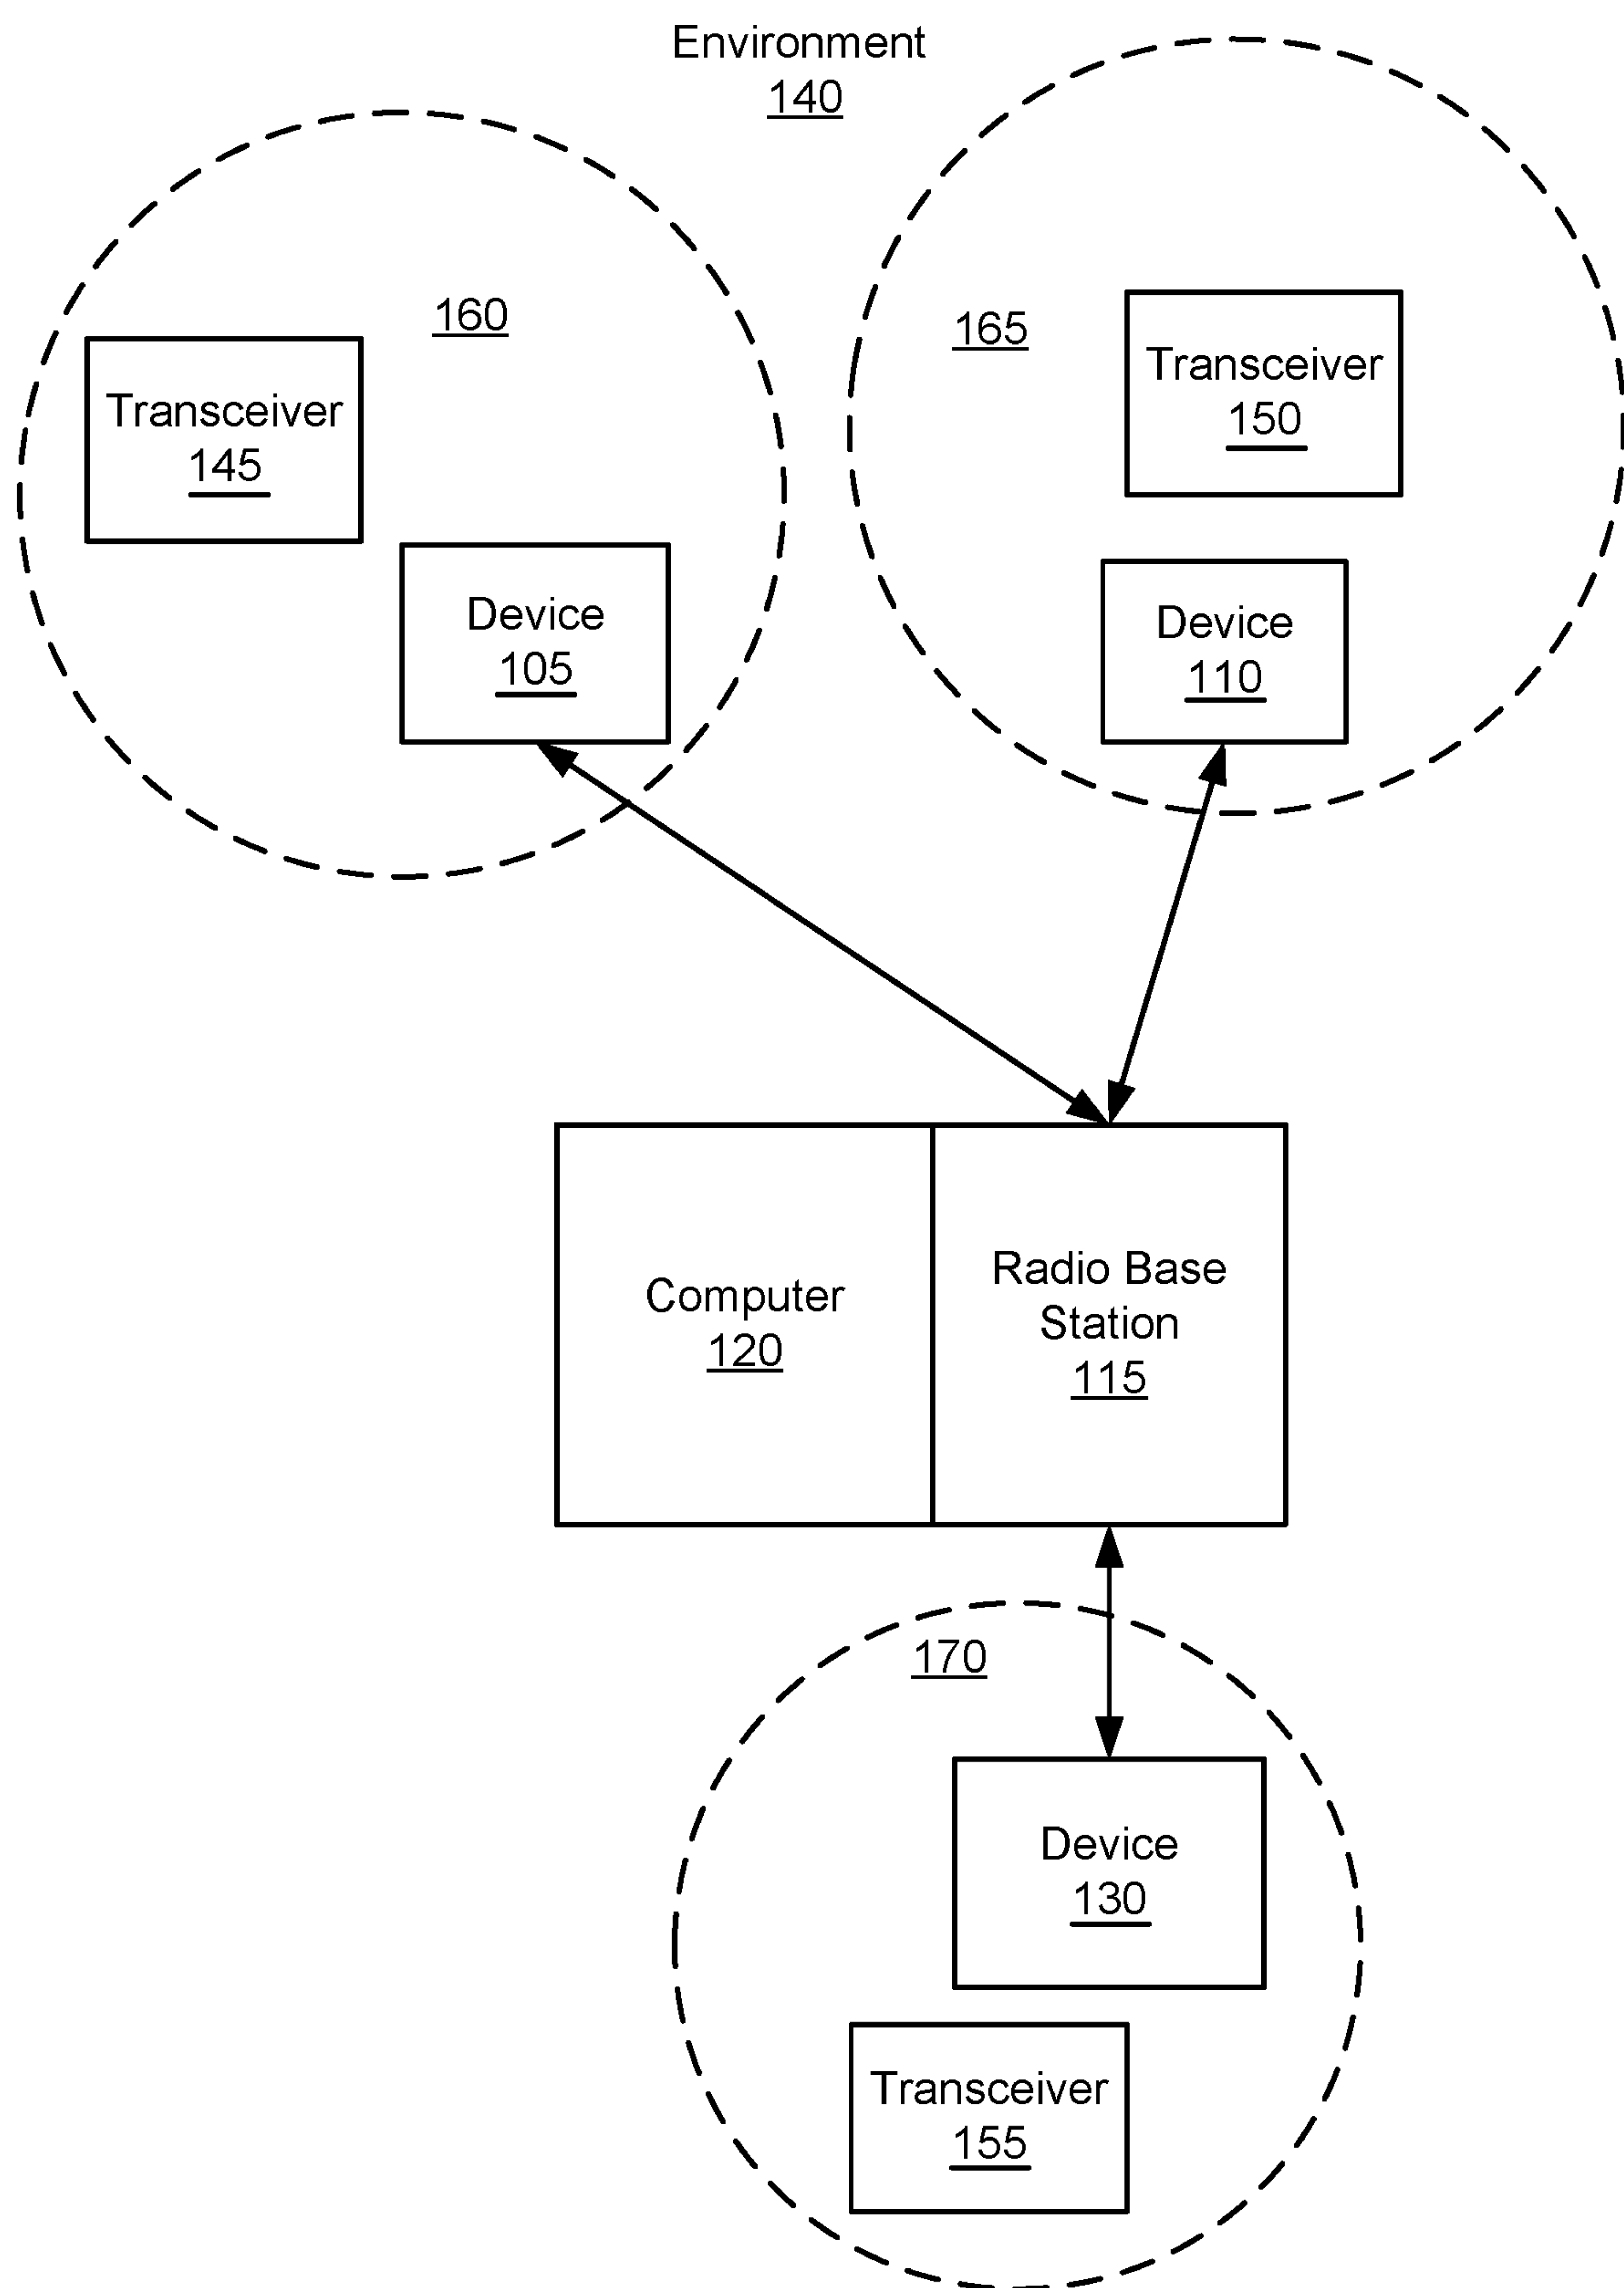 Environment
140
160
Transceiver
145
Device
105
165
Transceiver
150
Device
110
Computer
120
Radio Base
Station
115
170
Device
130
Transceiver
155